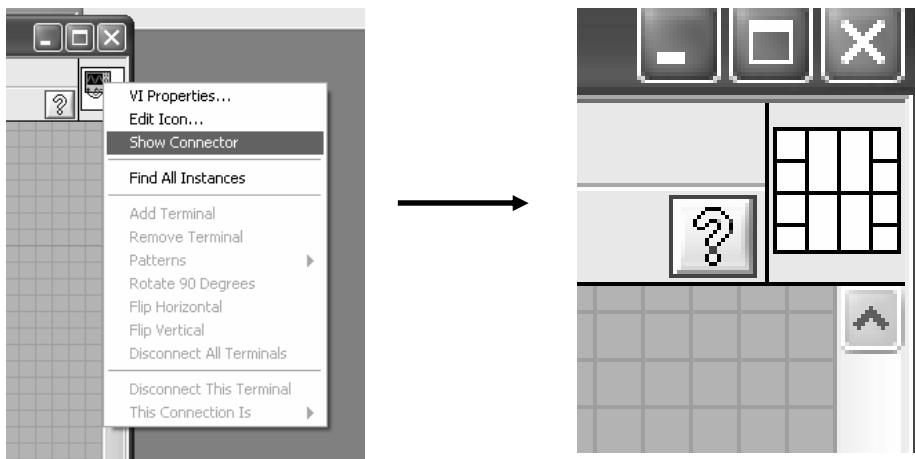 VI Properties...
Edit Icon...
Show Connector
Find All Instances
Add Terminal
Remove Terminal
Patterns
Rotate 90 Degrees
Flip Horizontal
Flip Vertical
Disconnect All Terminals
Disconnect This Terminal
This Connection Is
?
?